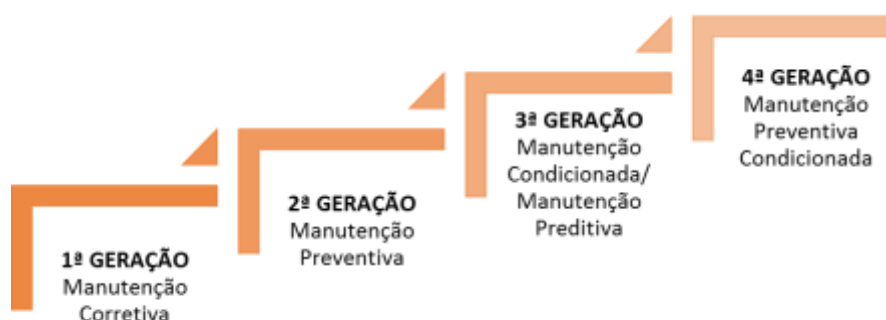 1ª GERAÇÃO
Manutenção
Corretiva
2ª GERAÇÃO
Manutenção
Preventiva
3ª GERAÇÃO
Manutenção
Condicionada/
Manutenção
Preditiva
4ª GERAÇÃO
Manutenção
Preventiva
Condicionada